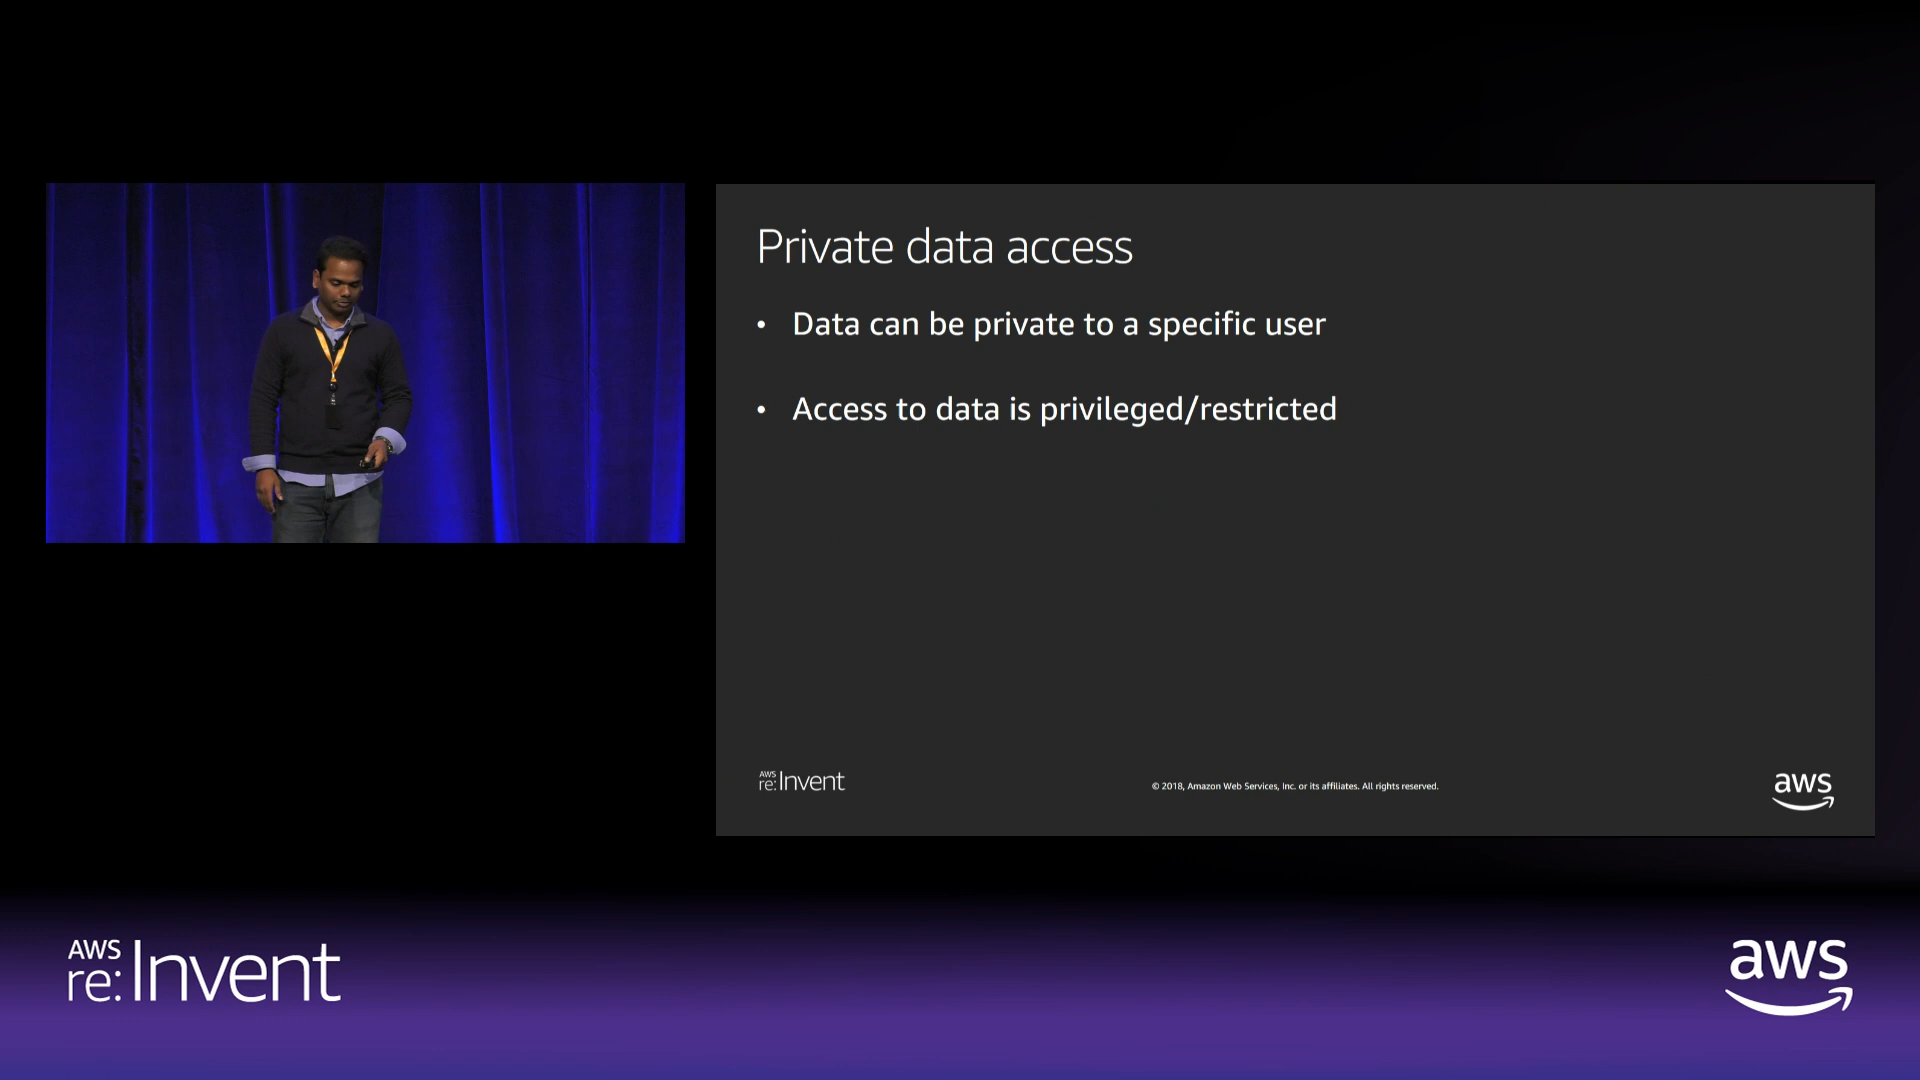 Private data access
• Data can be private to a specific user
• Access to data is privileged/restricted
AWS
re:Invent
© 2018, Amazon Web Services, Inc. or its affiliates. All rights reserved.
aws
AWS
re:Invent
aws